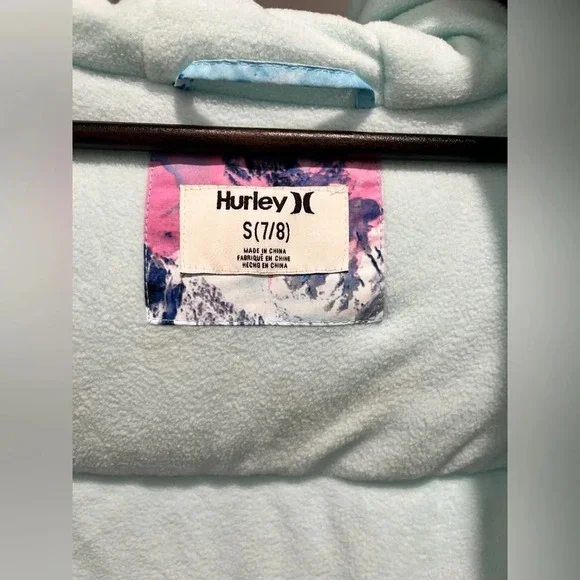 Hurley
S(7/8)
MADE IN CHINA
FABRIQUÉ EN CHINE
HECHO EN CHINA